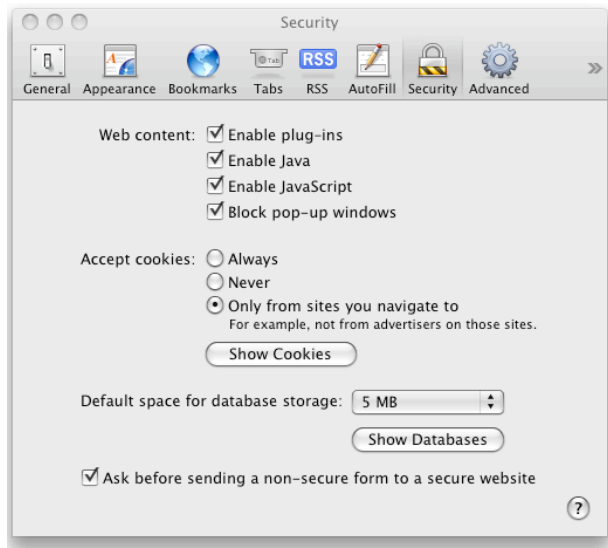 Security
General Appearance Bookmarks Tabs RSS AutoFill Security Advanced »
Tab
RSS
Web content: Enable plug-ins
Enable Java
Enable JavaScript
Block pop-up windows
Accept cookies: Always
Never
Only from sites you navigate to
For example, not from advertisers on those sites.
Show Cookies
Default space for database storage: 5 MB
Show Databases
Ask before sending a non-secure form to a secure website
?